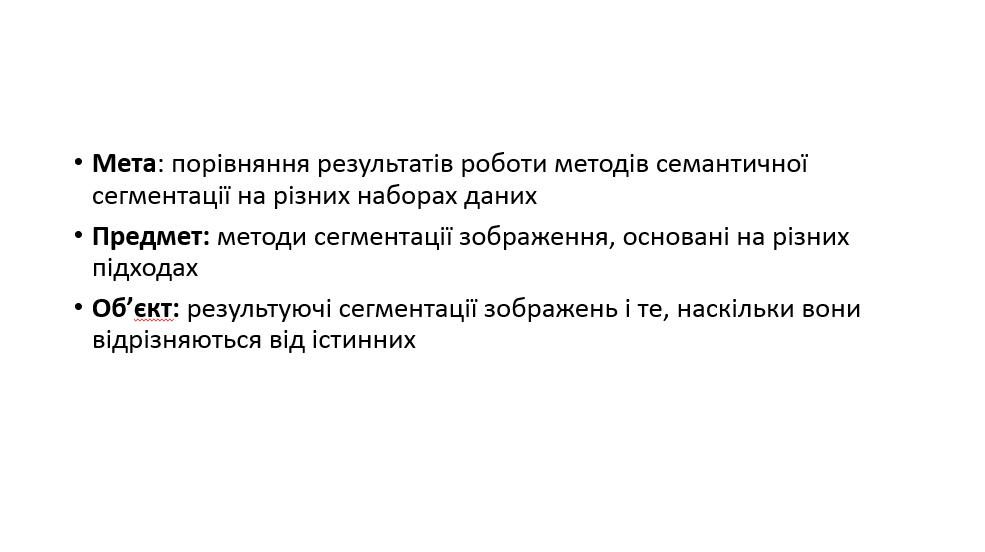 • Мета: порівняння результатів роботи методів семантичної
сегментації на різних наборах даних
• Предмет: методи сегментації зображення, основані на різних
підходах
• Об’єкт: результуючі сегментації зображень і те, наскільки вони
відрізняються від істинних